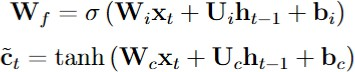 W_f = σ (W_i x_t + U_i h_{t−1} + b_i)
c̃_t = tanh (W_c x_t + U_c h_{t−1} + b_c)